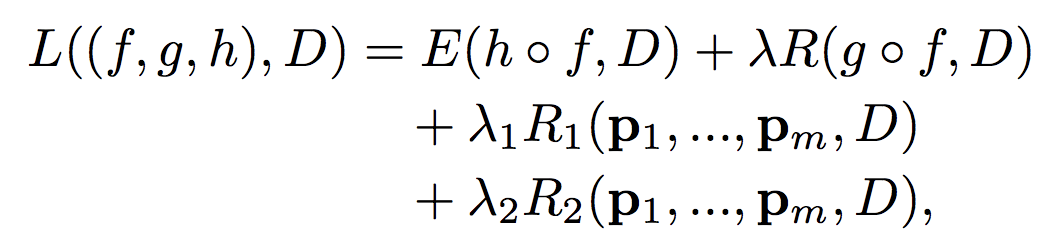 L((f, g, h), D) = E(h ∘ f, D) + λR(g ∘ f, D)
+ λ₁R₁(𝐩₁, ..., 𝐩ₘ, D)
+ λ₂R₂(𝐩₁, ..., 𝐩ₘ, D),